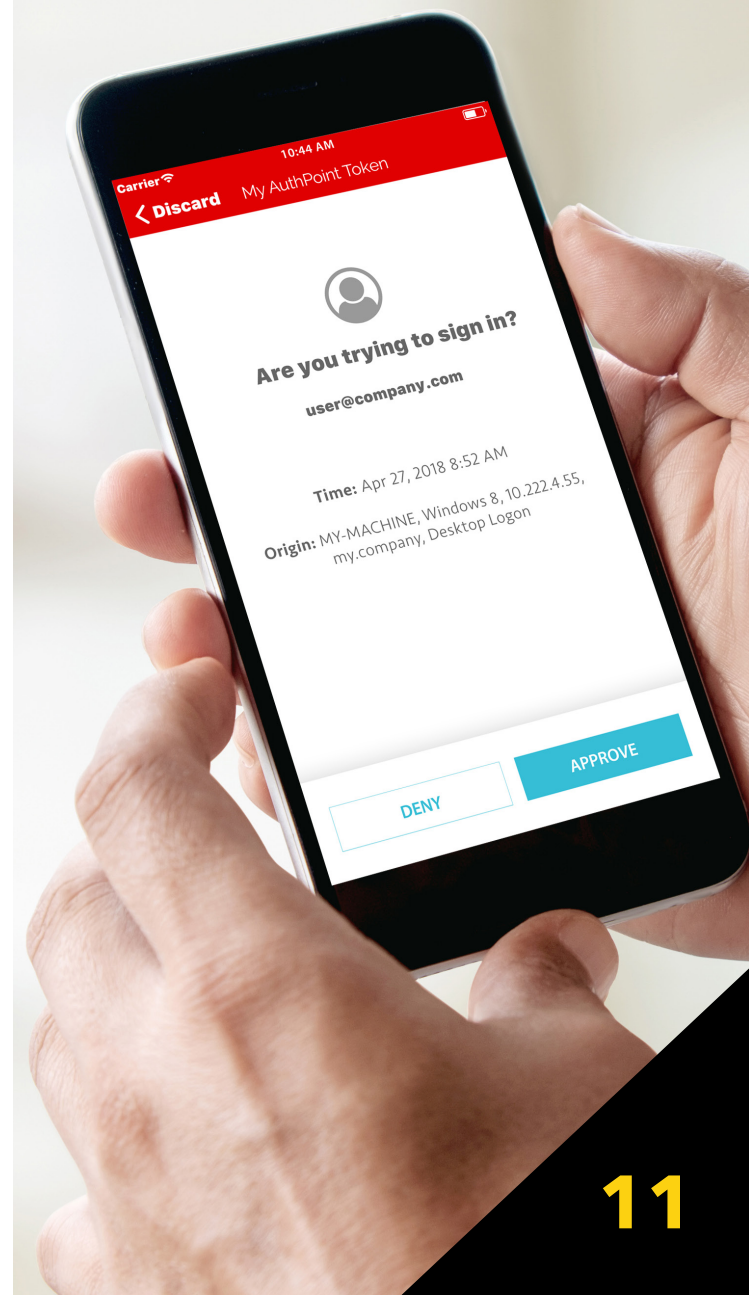 Carrier
10:44 AM
Discard
My AuthPoint Token
Are you trying to sign in?
user@company.com
Time: Apr 27, 2018 8:52 AM
Origin: MY-MACHINE, Windows 8, 10.222.4.55,
my.company, Desktop Logon
DENY
APPROVE
11